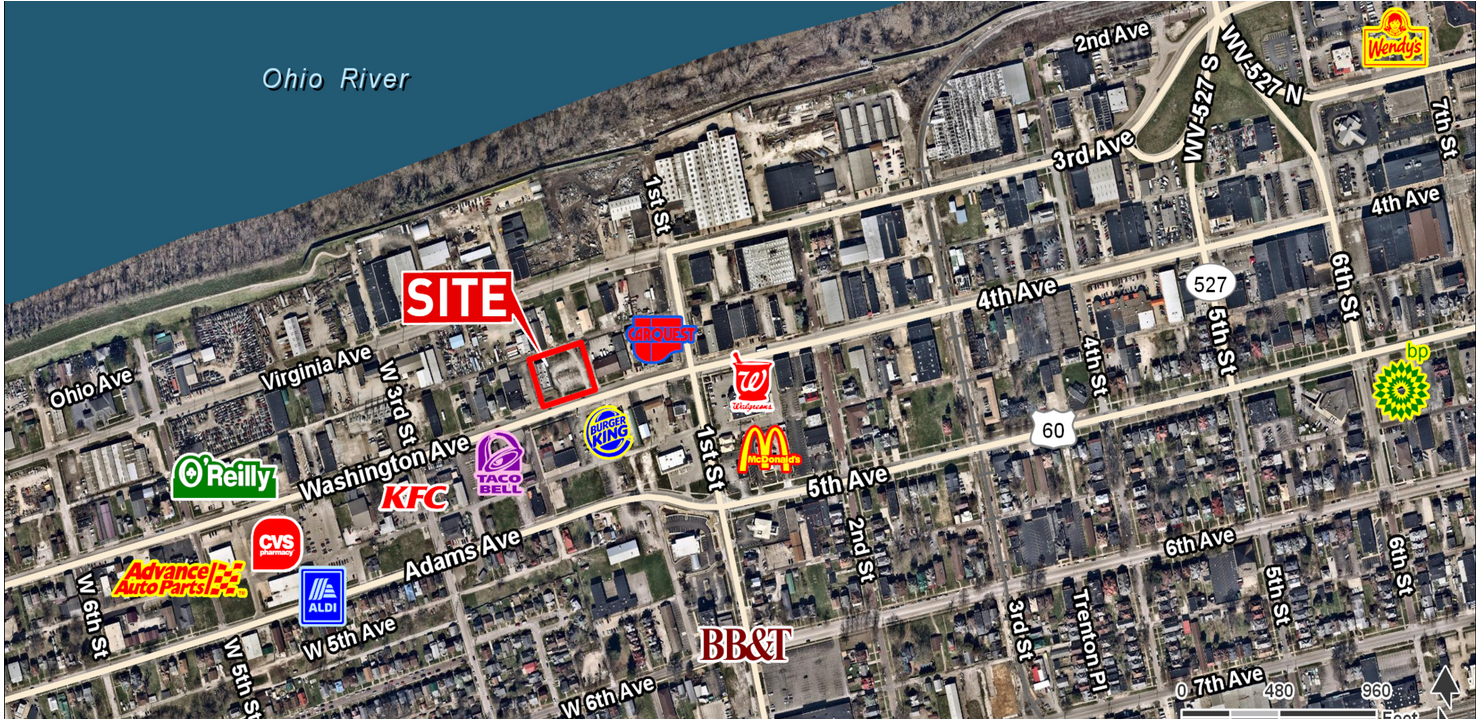 Ohio River
2nd Ave
WV-527 S
WV-527 N
Wendy's
7th St
3rd Ave
4th Ave
1st St
SITE
CARQUEST
4th Ave
527
5th St
6th St
bp
Ohio Ave
Virginia Ave
W 3rd St
Walgreens
4th St
60
BURGER KING
McDonald's
O'Reilly
Washington Ave
KFC
TACO
BELL
1st St
5th Ave
CVS
pharmacy
Advance
Auto Parts
ALDI
Adams Ave
2nd St
6th Ave
6th St
W 6th St
W 5th St
W 5th Ave
W 6th Ave
BB&T
3rd St
Trenton Pl
5th St
7th Ave
0 480 960
Feet
N